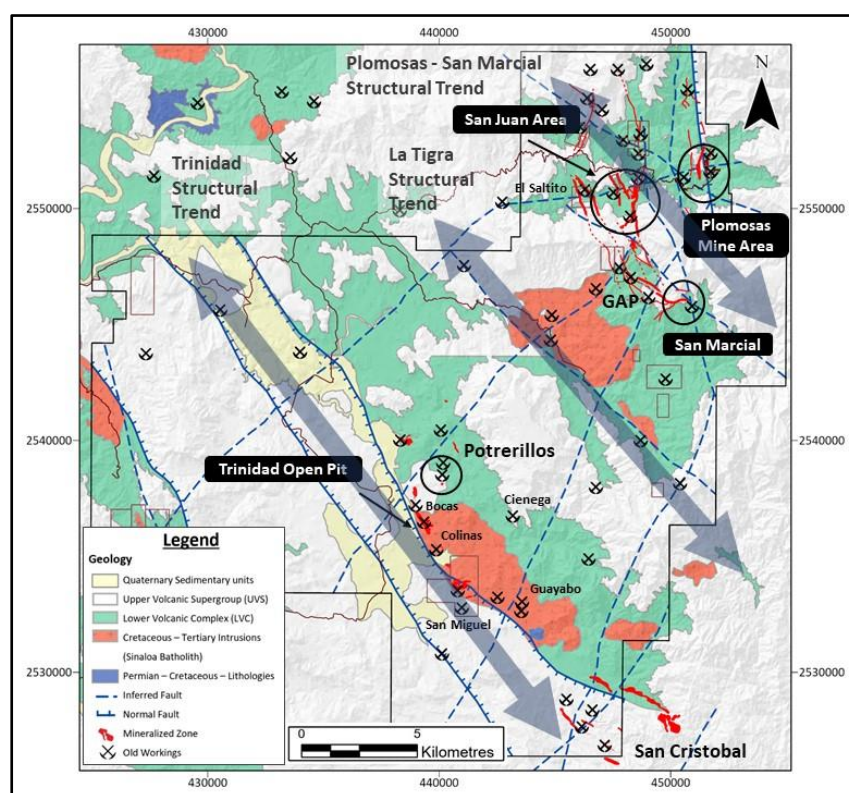 430000
440000
450000
Plomosas - San Marcial
Structural Trend
N
San Juan Area
Trinidad
Structural
Trend
La Tigra
Structural
Trend
El Saltito
2550000
2550000
Plomosas
Mine Area
GAP
San Marcial
2540000
2540000
Potrerillos
Trinidad Open Pit
Bocas
Cienega
Colinas
Guayabo
San Miguel
Legend
Geology
Quaternary Sedimentary units
Upper Volcanic Supergroup (UVS)
Lower Volcanic Complex (LVC)
Cretaceous – Tertiary Intrusions
(Sinaloa Batholith)
Permian – Cretaceous – Lithologies
Inferred Fault
Normal Fault
Mineralized Zone
Old Workings
2530000
2530000
0 5
Kilometres
San Cristobal
430000
440000
450000